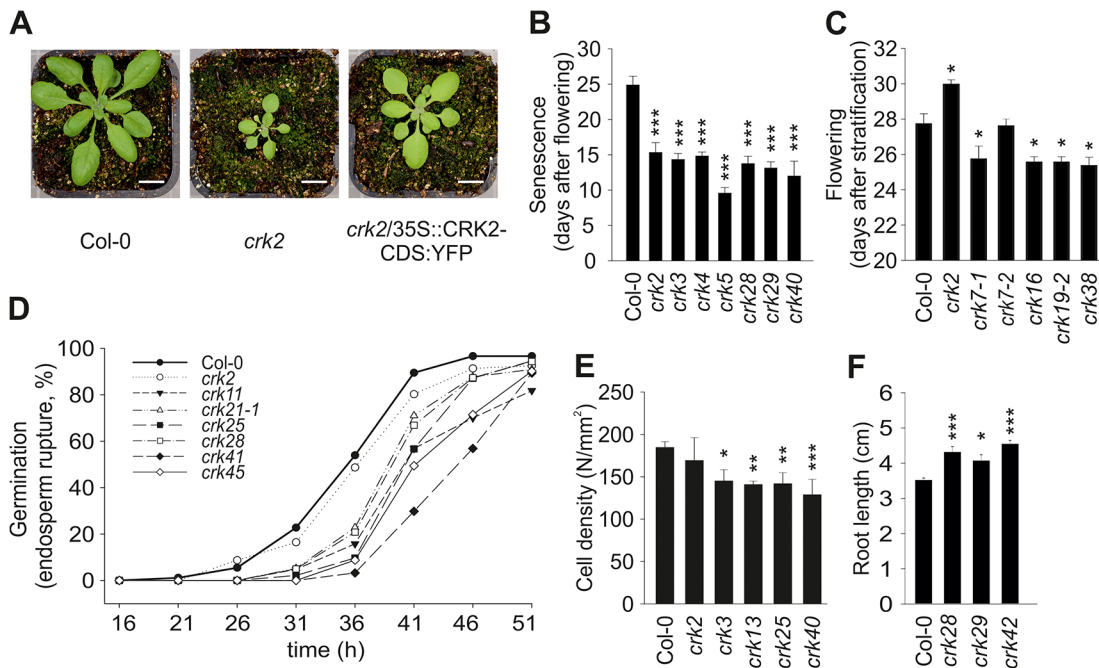 A
Col-0
crk2
crk2/35S::CRK2-
CDS:YFP
B
Senescence
(days after flowering)
30
25
20
15
10
5
0
***
***
***
***
***
***
***
Col-0
crk2
crk3
crk4
crk5
crk28
crk29
crk40
C
Flowering
(days after stratification)
30
28
26
24
22
20
*
*
*
*
*
Col-0
crk2
crk7-1
crk7-2
crk16
crk19-2
crk38
D
Germination
(endosperm rupture, %)
100
80
60
40
20
0
Col-0
crk2
crk11
crk21-1
crk25
crk28
crk41
crk45
16 21 26 31 36 41 46 51
time (h)
E
Cell density (N/mm²)
250
200
150
100
50
0
*
**
**
***
Col-0
crk2
crk3
crk13
crk25
crk40
F
Root length (cm)
6
5
4
3
2
1
0
***
*
***
Col-0
crk28
crk29
crk42